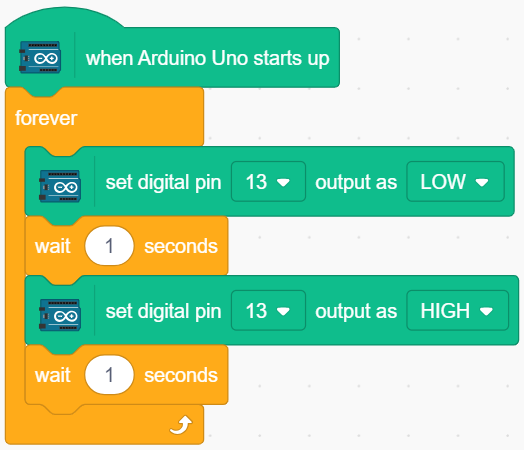 when Arduino Uno starts up
forever
set digital pin 13 output as LOW
wait 1 seconds
set digital pin 13 output as HIGH
wait 1 seconds